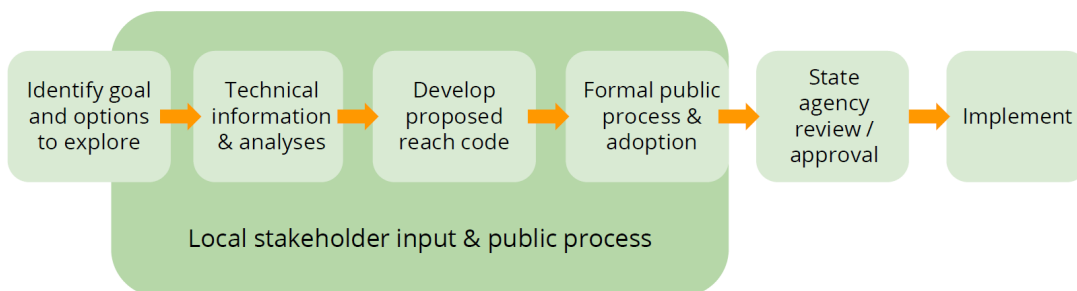 Identify goal
and options
to explore
Technical
information
& analyses
Develop
proposed
reach code
Formal public
process &
adoption
State
agency
review /
approval
Implement
Local stakeholder input & public process